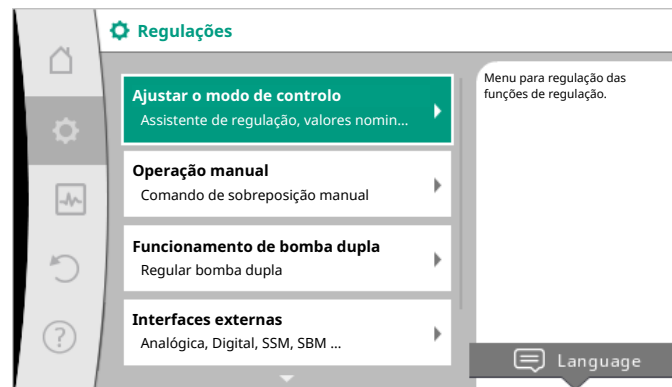 Regulações
Ajustar o modo de controlo
Assistente de regulação, valores nomin...
Operação manual
Comando de sobreposição manual
Funcionamento de bomba dupla
Regular bomba dupla
Interfaces externas
Analógica, Digital, SSM, SBM ...
Menu para regulação das
funções de regulação.
Language